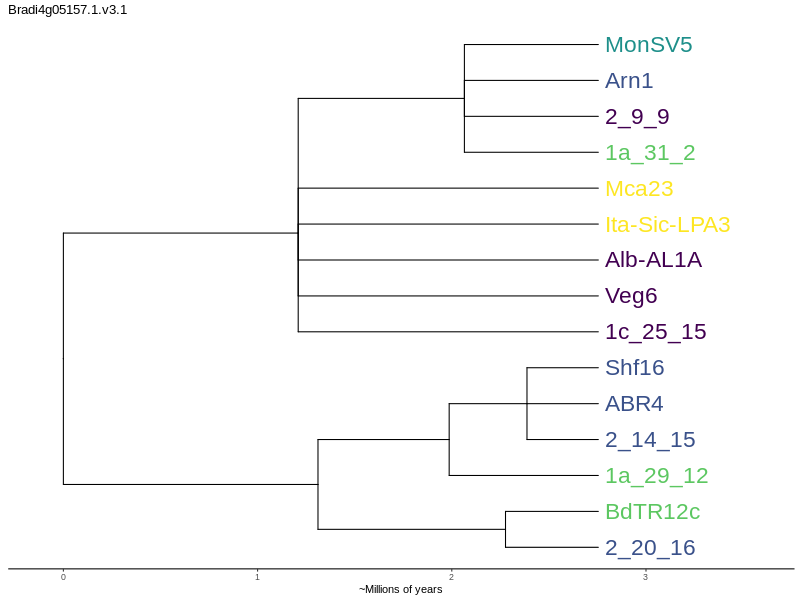 Bradi4g05157.1.v3.1
MonSV5
Arn1
2_9_9
1a_31_2
Mca23
Ita-Sic-LPA3
Alb-AL1A
Veg6
1c_25_15
Shf16
ABR4
2_14_15
1a_29_12
BdTR12c
2_20_16
0 1 2 3
~Millions of years